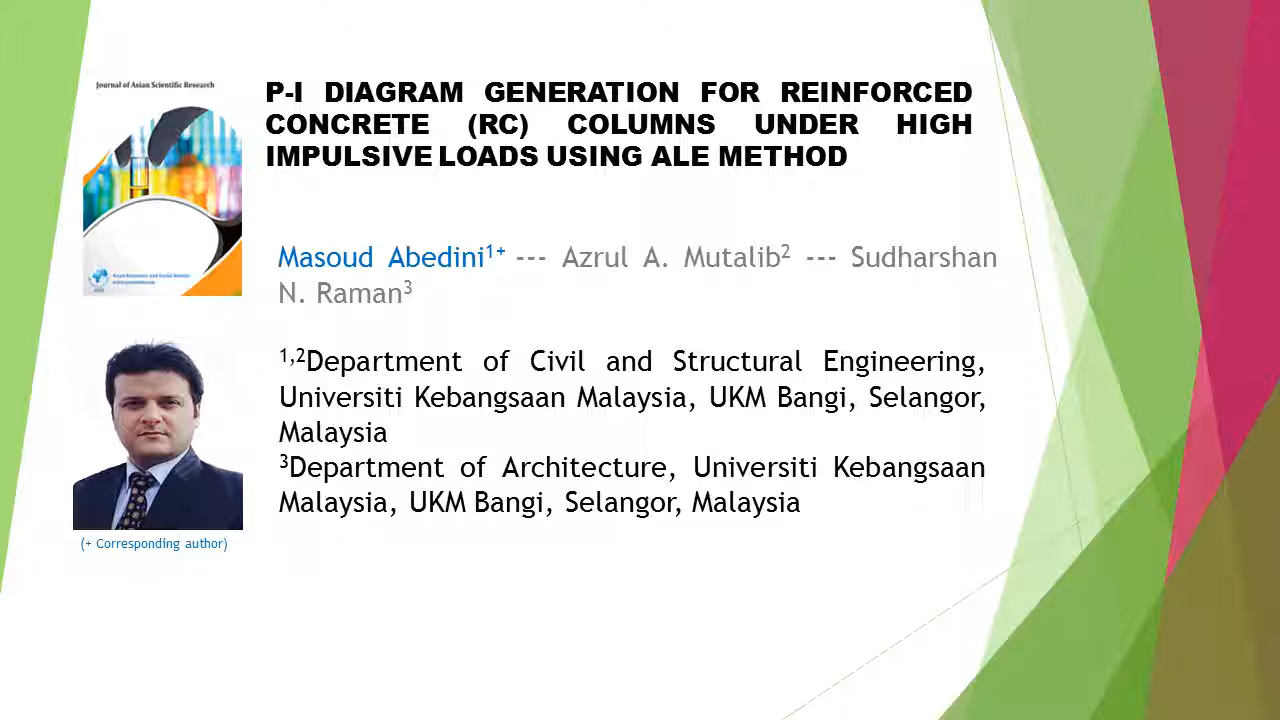 Journal of Asian Scientific Research
P-I DIAGRAM GENERATION FOR REINFORCED
CONCRETE (RC) COLUMNS UNDER HIGH
IMPULSIVE LOADS USING ALE METHOD
Masoud Abedini¹⁺ --- Azrul A. Mutalib² --- Sudharshan
N. Raman³
¹,²Department of Civil and Structural Engineering,
Universiti Kebangsaan Malaysia, UKM Bangi, Selangor,
Malaysia
³Department of Architecture, Universiti Kebangsaan
Malaysia, UKM Bangi, Selangor, Malaysia
(+ Corresponding author)